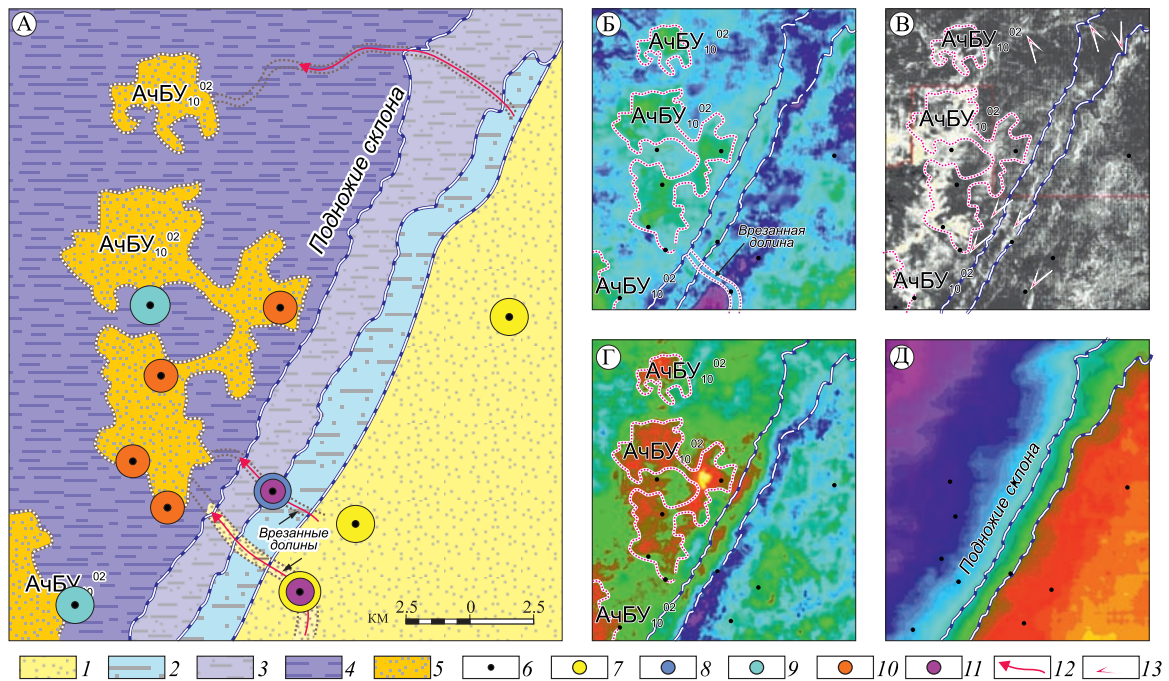 А
АчБУ 02 10
АчБУ 02 10
Подножие склона
Врезанные
долины
АчБУ 02 10
КМ 2.5 0 2.5
Б
АчБУ 02 10
АчБУ 02 10
Врезанная
долина
АчБУ 02 10
В
АчБУ 02 10
АчБУ 02 10
АчБУ 02 10
Г
АчБУ 02 10
АчБУ 02 10
АчБУ 02 10
Д
Подножие склона
1 2 3 4 5 6 7 8 9 10 11 12 13